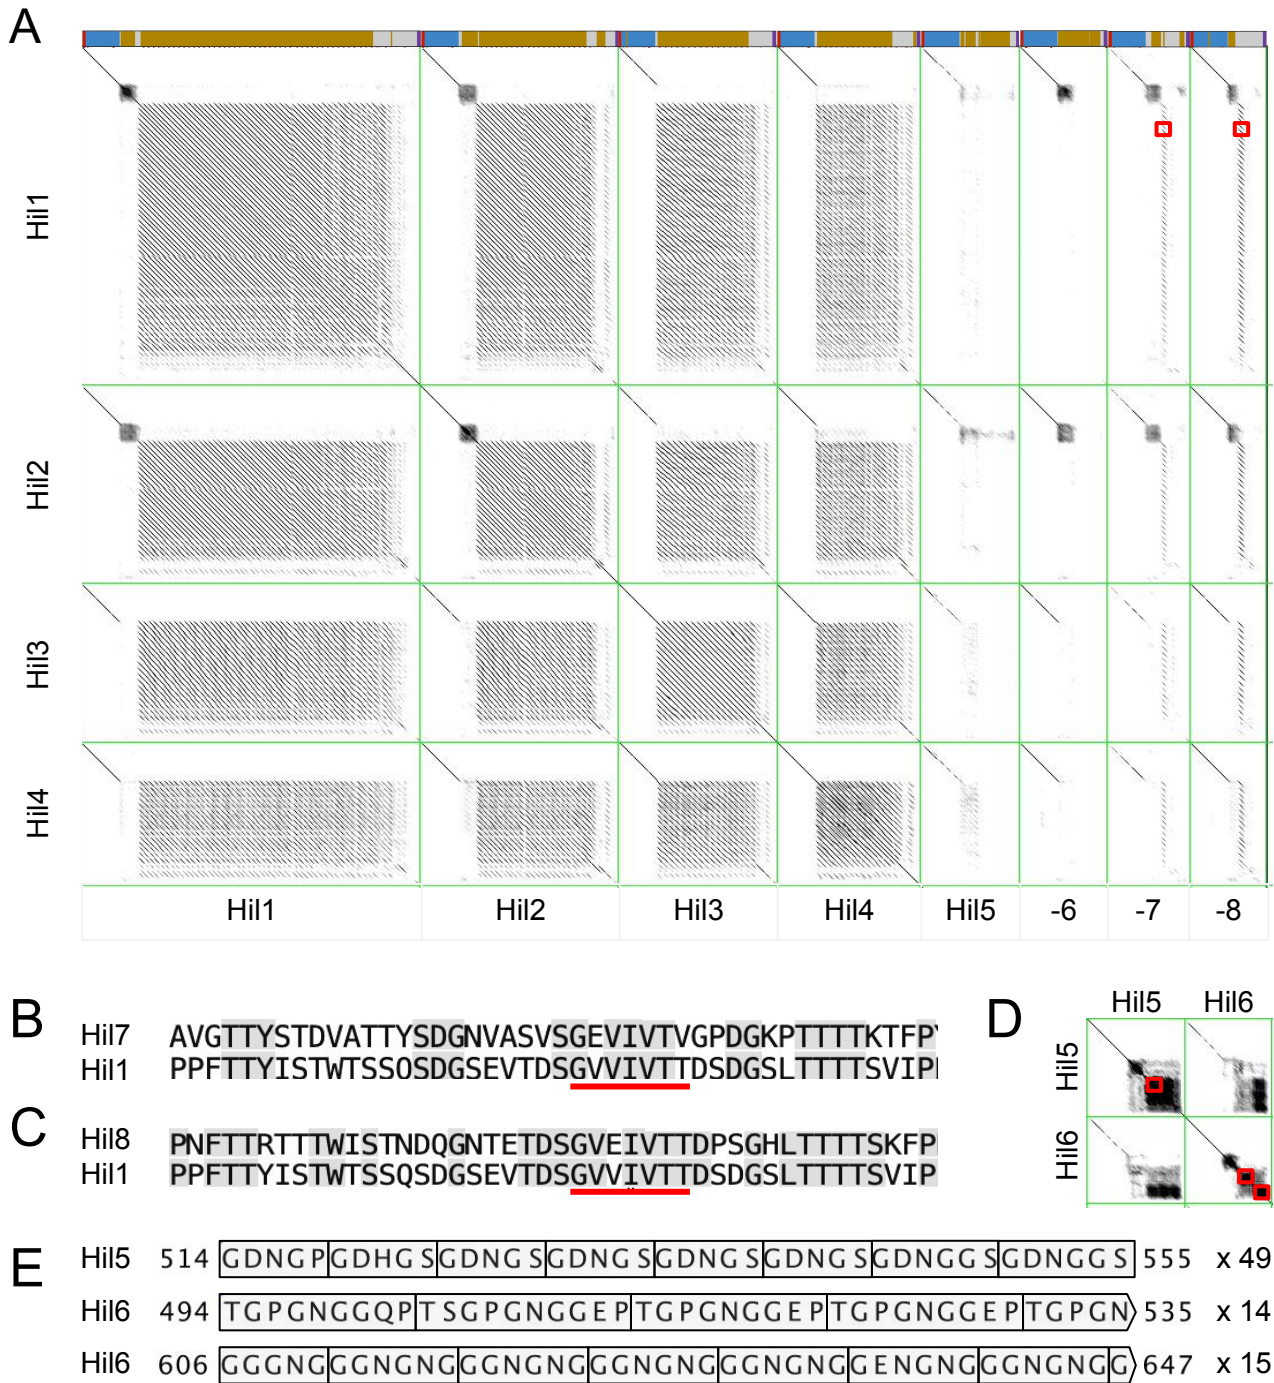 A
Hil1
Hil2
Hil3
Hil4
Hil1 Hil2 Hil3 Hil4 Hil5 -6 -7 -8
B
Hil7 AVGTTYSTDVATTYSDGNVASVSGEVIVTVGPDGKPTTTTKTFP
Hil1 PPFTTYISTWTSSQSDGSEVTDSGVVIVTTDSDGSLTTTTSVIP
C
Hil8 PNFTTRTTTWISTNDQGNTETDSGVEIVTTDPSGHLTTTTSKFP
Hil1 PPFTTYISTWTSSQSDGSEVTDSGVVIVTTDSDGSLTTTTSVIP
D
Hil5 Hil6
Hil5
Hil6
E
Hil5 514 GDNGP GDHGS GDNGS GDNGS GDNGS GDNGS GDNGGS GDNGGS 555 x 49
Hil6 494 TGPGNGGQP TSGPGNGGEP TGPGNGGEP TGPGNGGEP TGPGN 535 x 14
Hil6 606 GGGNG GGNGNG GGNGNG GGNGNG GGNGNG GENGNG GGNGNG G 647 x 15